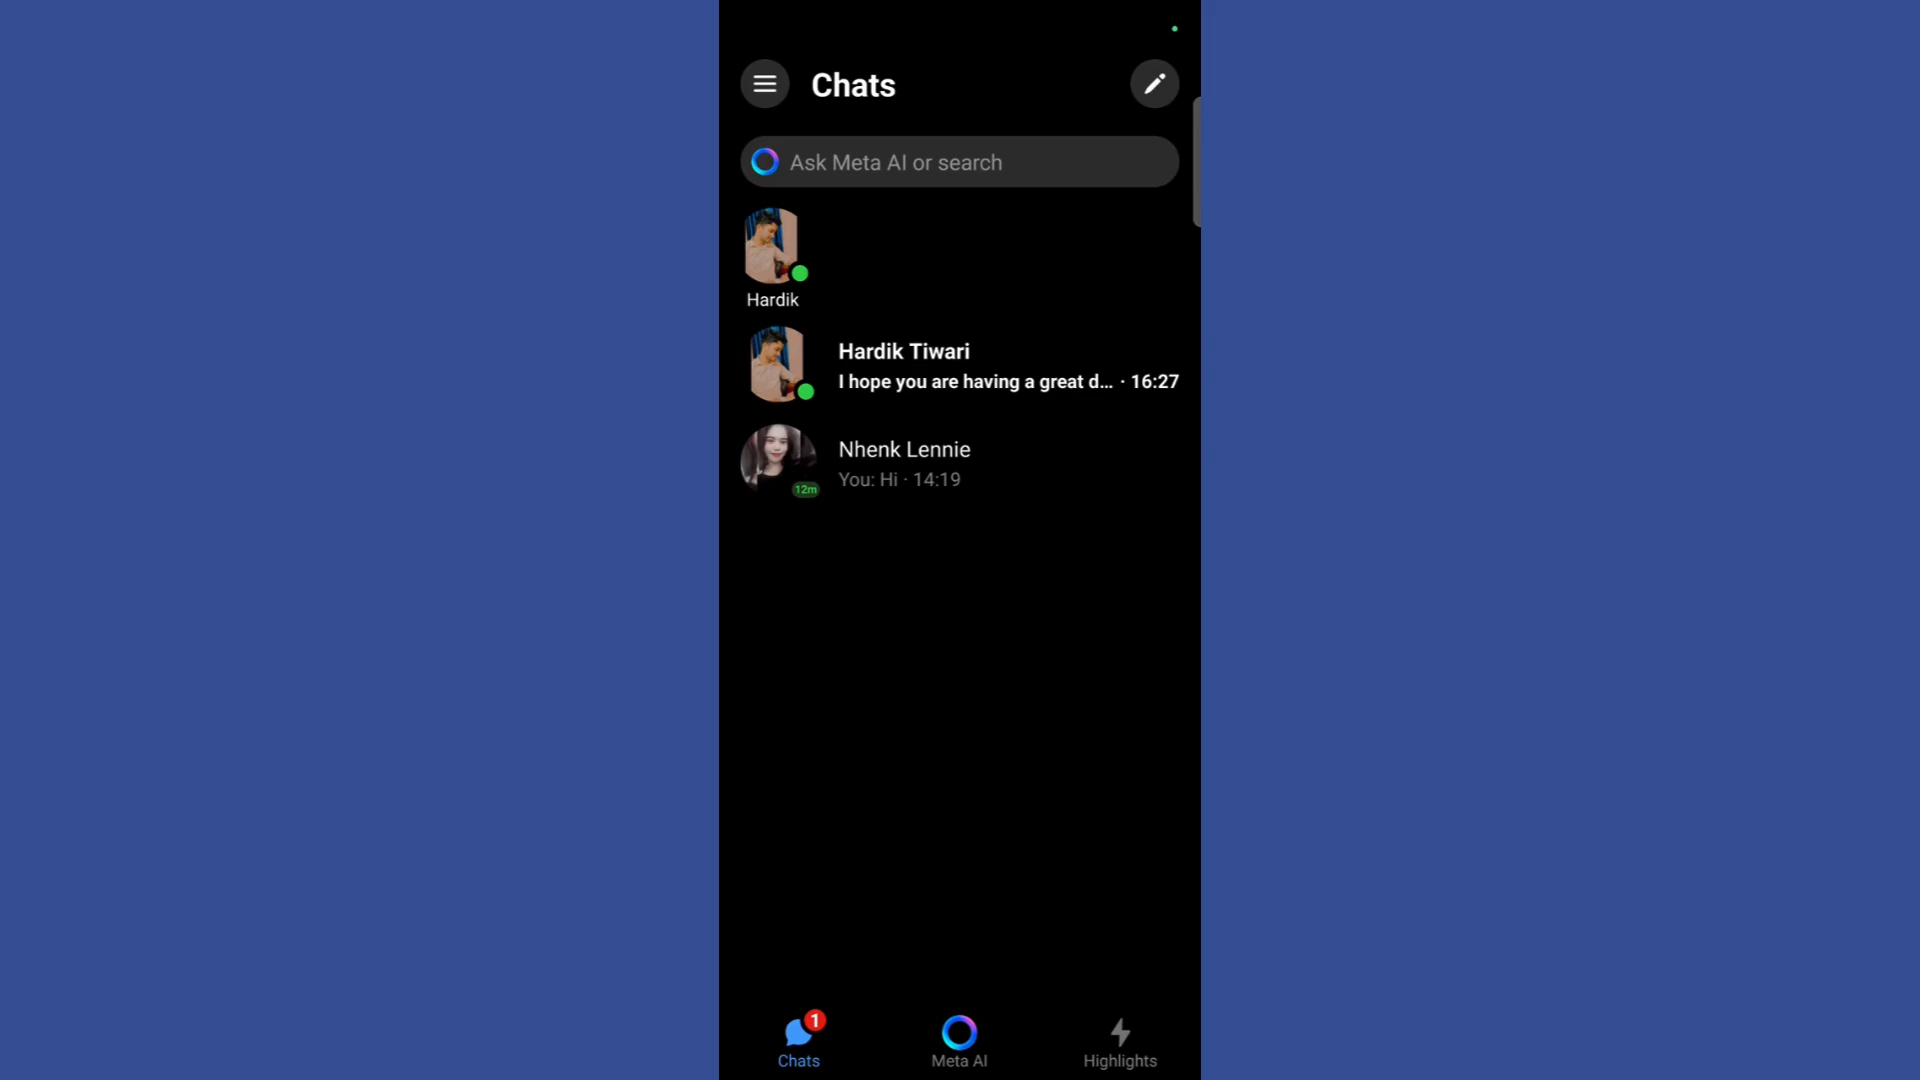 Chats
Ask Meta AI or search
Hardik
Hardik Tiwari
I hope you are having a great d... · 16:27
Nhenk Lennie
You: Hi · 14:19
12m
1
Chats
Meta AI
Highlights